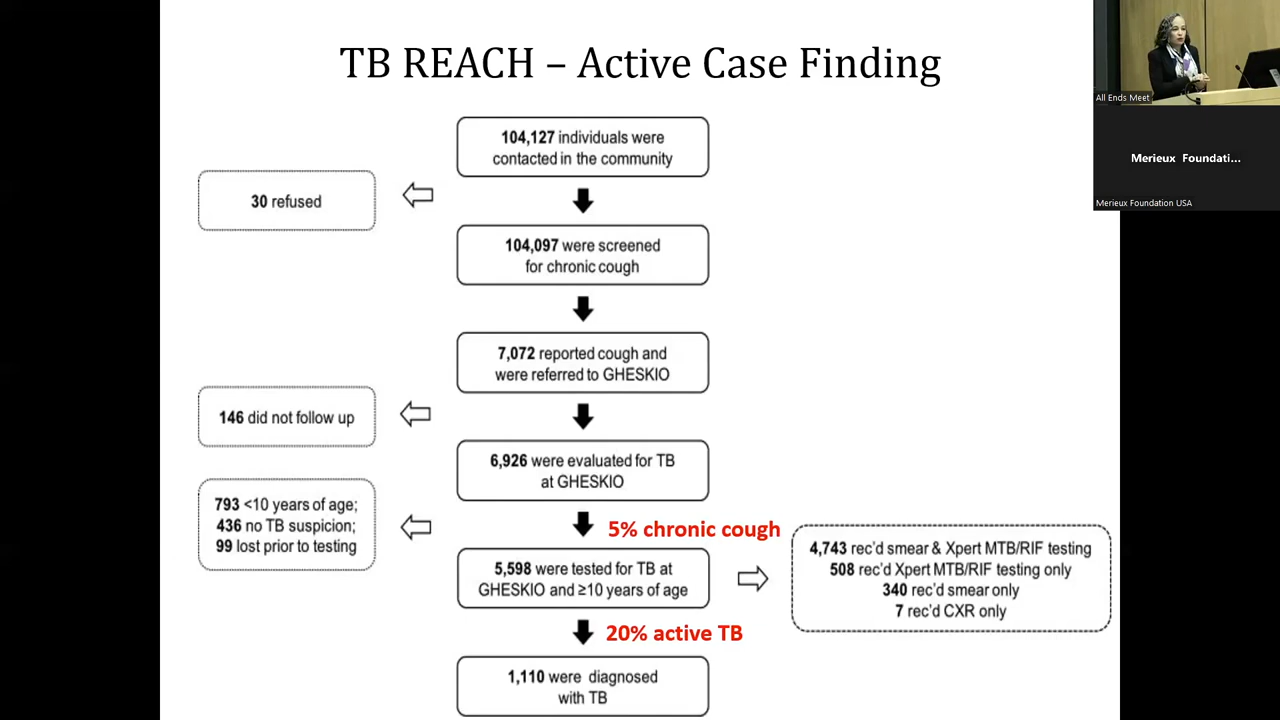 TB REACH – Active Case Finding
All Ends Meet
Merieux Foundati...
Merieux Foundation USA
104,127 individuals were
contacted in the community
30 refused
104,097 were screened
for chronic cough
7,072 reported cough and
were referred to GHESKIO
146 did not follow up
6,926 were evaluated for TB
at GHESKIO
793 <10 years of age;
436 no TB suspicion;
99 lost prior to testing
5% chronic cough
5,598 were tested for TB at
GHESKIO and ≥10 years of age
4,743 rec'd smear & Xpert MTB/RIF testing
508 rec'd Xpert MTB/RIF testing only
340 rec'd smear only
7 rec'd CXR only
20% active TB
1,110 were diagnosed
with TB